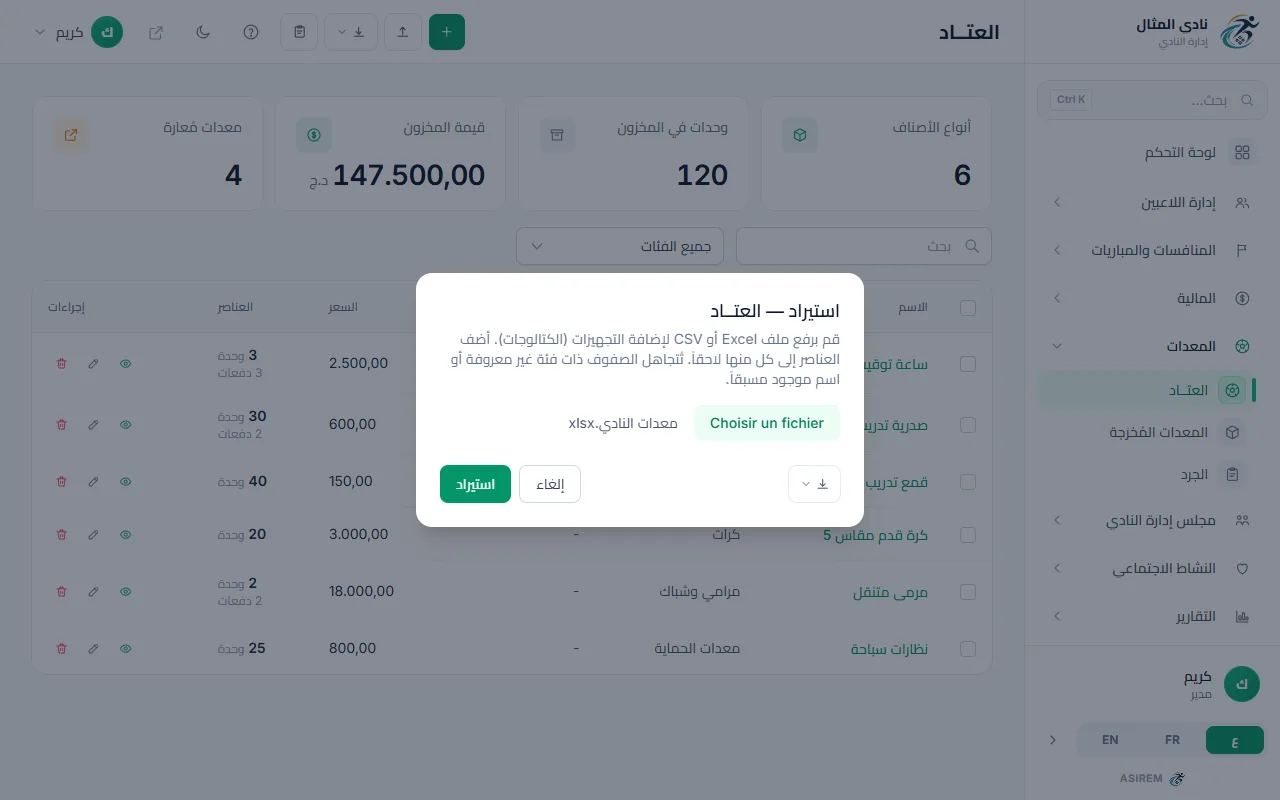 نادي المثال
إدارة النادي
بحث...
Ctrl K
لوحة التحكم
إدارة اللاعبين
المنافسات والمباريات
المالية
المعدات
العتــاد
المعدات المُخرجة
الجرد
مجلس إدارة النادي
النشاط الاجتماعي
التقارير
ك
كريم
مدير
ع
FR
EN
ASIREM
العتــاد
ك
كريم
أنواع الأصناف
6
وحدات في المخزون
120
قيمة المخزون
147.500,00 د.ج
معدات مُعارة
4
بحث
جميع الفئات
الاسم
السعر
العناصر
إجراءات
2.500,00
3 وحدة
3 دفعات
600,00
30 وحدة
2 دفعات
قمع تدريب
150,00
40 وحدة
كرة قدم مقاس 5
كرات
-
3.000,00
20 وحدة
مرمى متنقل
مرامي وشباك
-
18.000,00
2 وحدة
2 دفعات
نظارات سباحة
معدات الحماية
-
800,00
25 وحدة
استيراد — العتــاد
قم برفع ملف Excel أو CSV لإضافة التجهيزات (الكتالوجات). أضف
العناصر إلى كل منها لاحقاً. تُتجاهل الصفوف ذات فئة غير معروفة أو
اسم موجود مسبقاً.
Choisir un fichier
معدات النادي.xlsx
إلغاء
استيراد